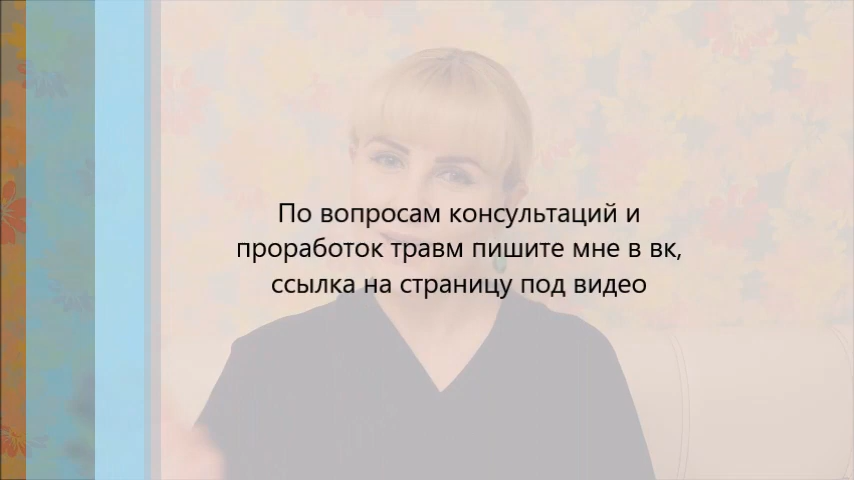 По вопросам консультаций и
проработок травм пишите мне в вк,
ссылка на страницу под видео